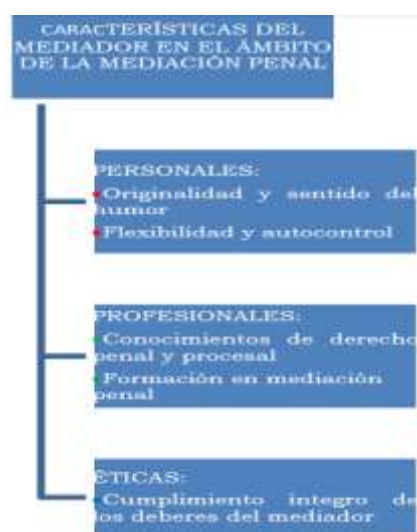 CARACTERÍSTICAS DEL
MEDIADOR EN EL ÁMBITO
DE LA MEDIACIÓN PENAL
PERSONALES:
•Originalidad y sentido del
humor
•Flexibilidad y autocontrol
PROFESIONALES:
•Conocimientos de derecho
penal y procesal
•Formación en mediación
penal
ÉTICAS:
•Cumplimiento integro de
los deberes del mediador